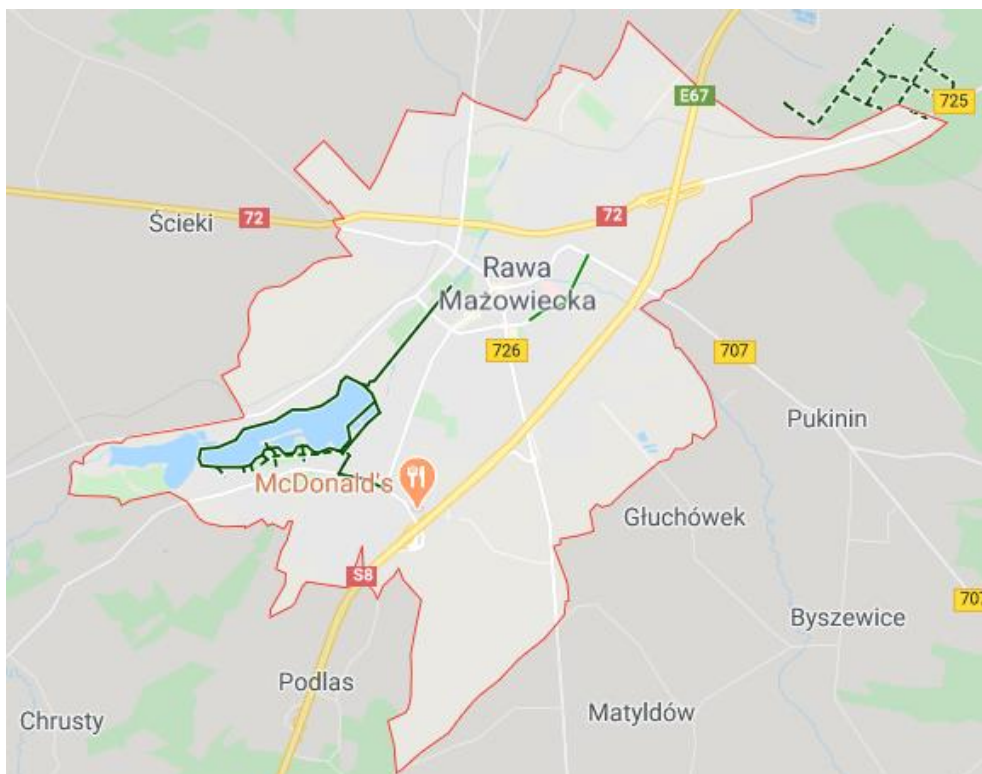 E67
725
Ścieki
72
72
Rawa
Mazowiecka
726
707
Pukinin
McDonald's
Głuchówek
S8
707
Byszewice
Podlas
Matyldów
Chrusty